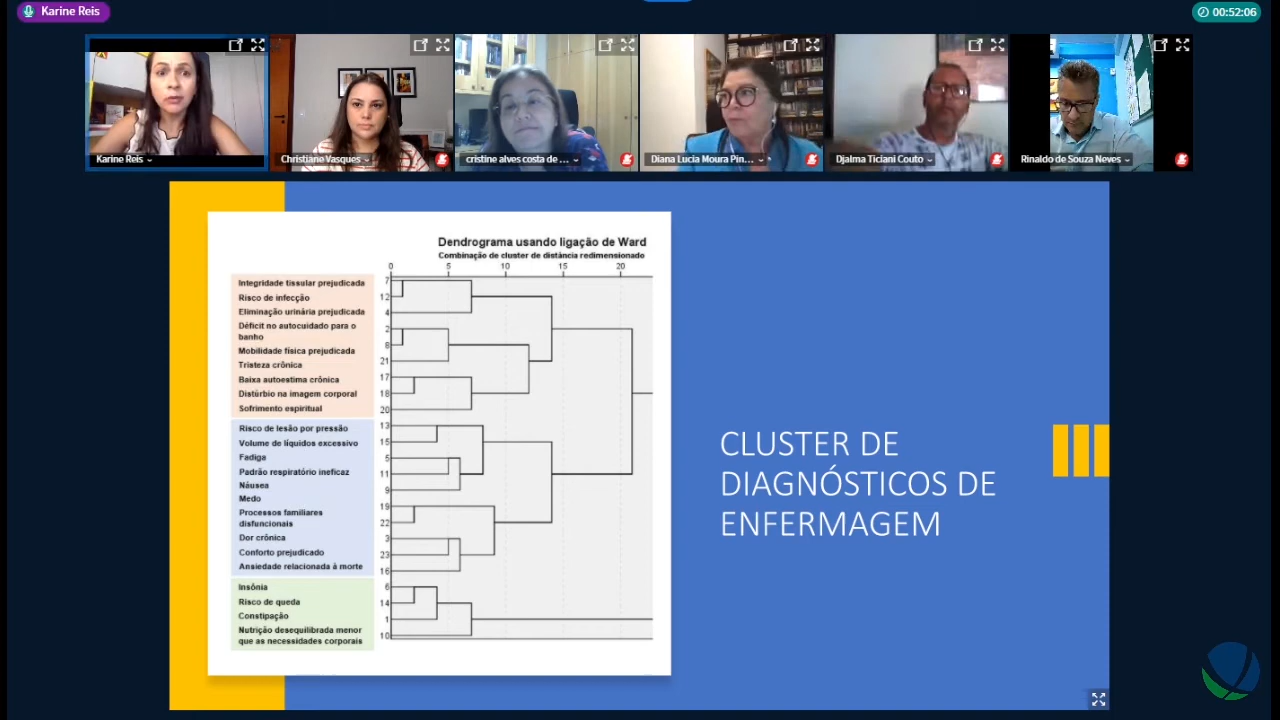 Karine Reis
00:52:06
Karine Reis
Christiane Vasques
cristine alves costa de ...
Diana Lucia Moura Pin...
Djalma Ticiani Couto
Rinaldo de Souza Neves
Dendrograma usando ligação de Ward
Combinação de cluster de distância redimensionado
0 5 10 15 20
Integridade tissular prejudicada 7
Risco de infecção 12
Eliminação urinária prejudicada 4
Déficit no autocuidado para o 2
banho
8
Mobilidade física prejudicada
Tristeza crônica 21
Baixa autoestima crônica 17
Distúrbio na imagem corporal 18
Sofrimento espiritual 20
Risco de lesão por pressão 13
Volume de líquidos excessivo 15
Fadiga 5
Padrão respiratório ineficaz 11
Náusea 9
Medo
Processos familiares 19
disfuncionais 22
Dor crônica 3
Conforto prejudicado 23
Ansiedade relacionada à morte 16
Insônia 6
Risco de queda 14
Constipação 1
Nutrição desequilibrada menor 10
que as necessidades corporais
CLUSTER DE
DIAGNÓSTICOS DE
ENFERMAGEM